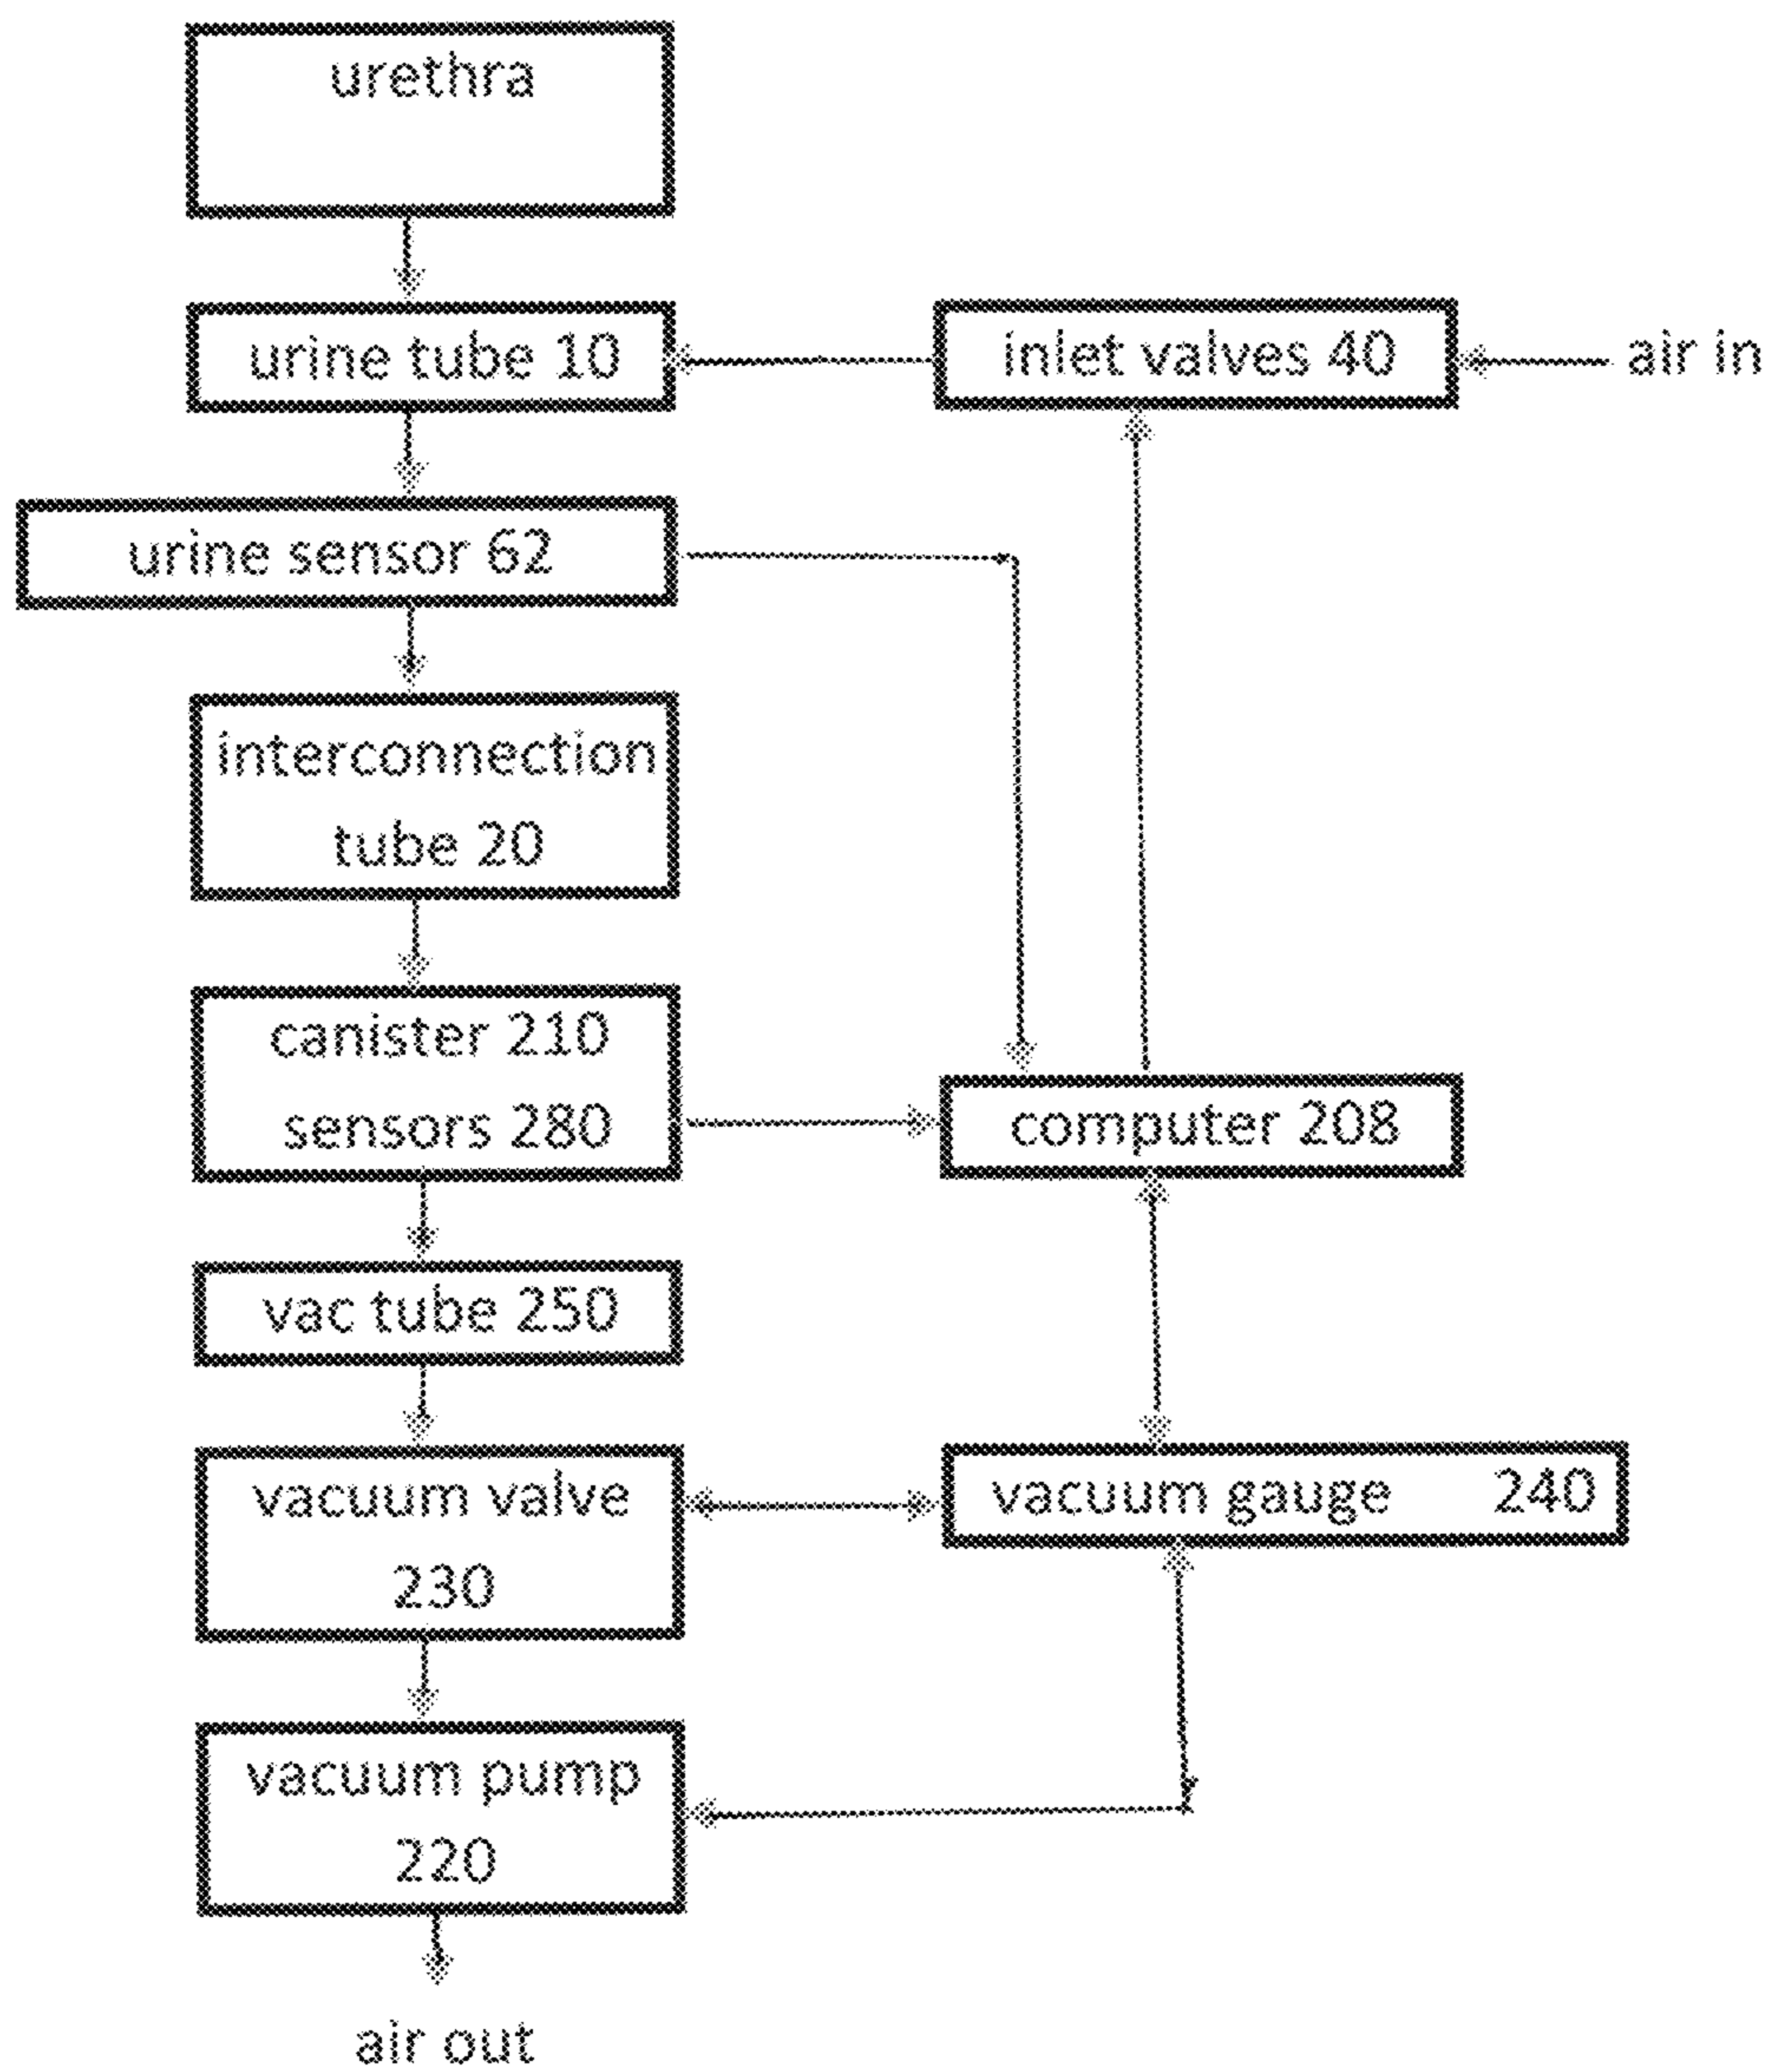 urethra
urine tube 10
inlet valves 40
air in
urine sensor 62
interconnection
tube 20
canister 210
sensors 280
computer 208
vac tube 250
vacuum valve
230
vacuum gauge 240
vacuum pump
220
air out